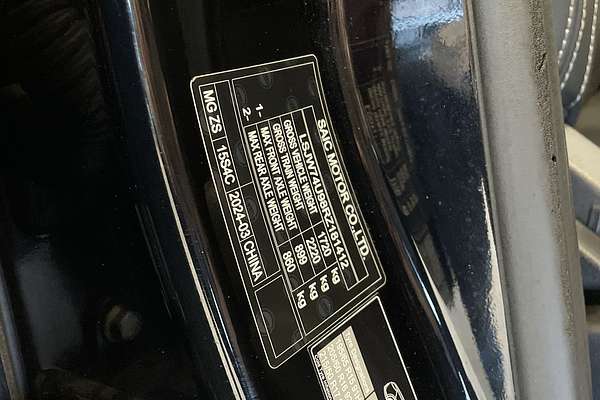 SAIC MOTOR CO.,LTD.
LSJW7AU98RZ181412
GROSS VEHICLE WEIGHT 1720 kg
GROSS TRAIN WEIGHT 2220 kg
1- MAX FRONT AXLE WEIGHT 899 kg
2- MAX REAR AXLE WEIGHT 860 kg
MG ZS 15S4C 2024-03 CHINA